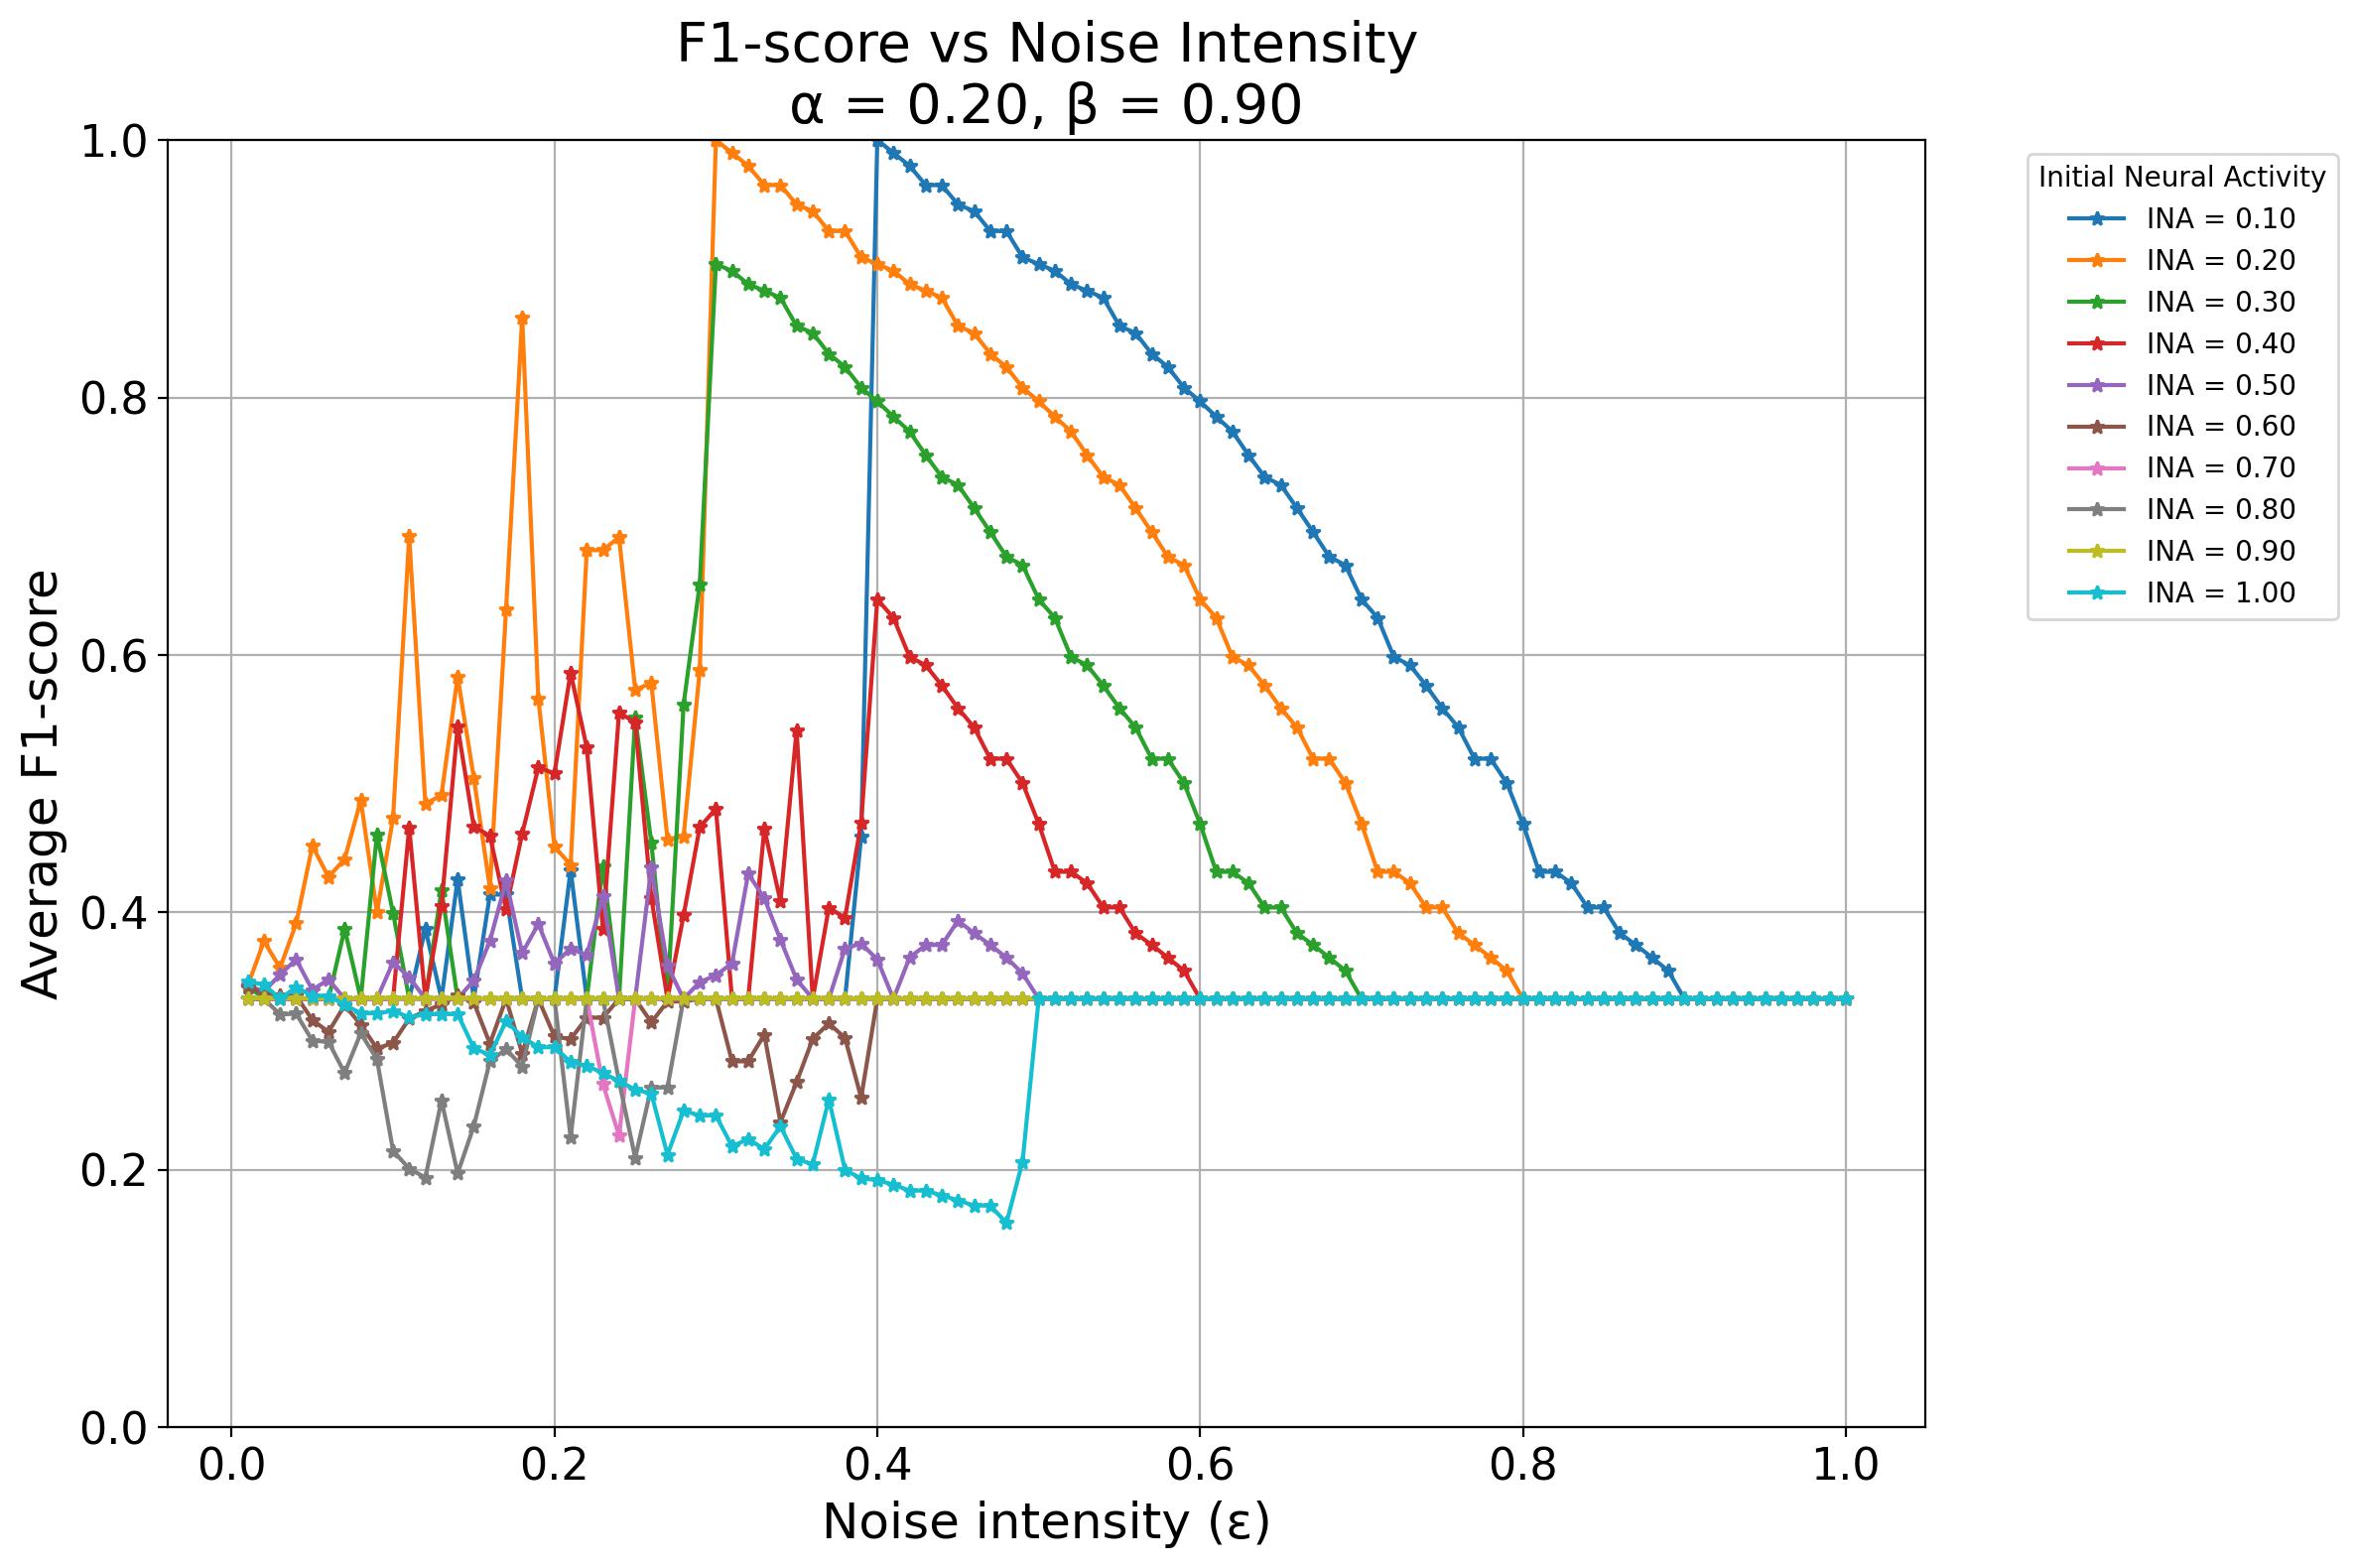 F1-score vs Noise Intensity
α = 0.20, β = 0.90
1.0
0.8
0.6
0.4
0.2
0.0
Average F1-score
0.0 0.2 0.4 0.6 0.8 1.0
Noise intensity (ε)
Initial Neural Activity
INA = 0.10
INA = 0.20
INA = 0.30
INA = 0.40
INA = 0.50
INA = 0.60
INA = 0.70
INA = 0.80
INA = 0.90
INA = 1.00